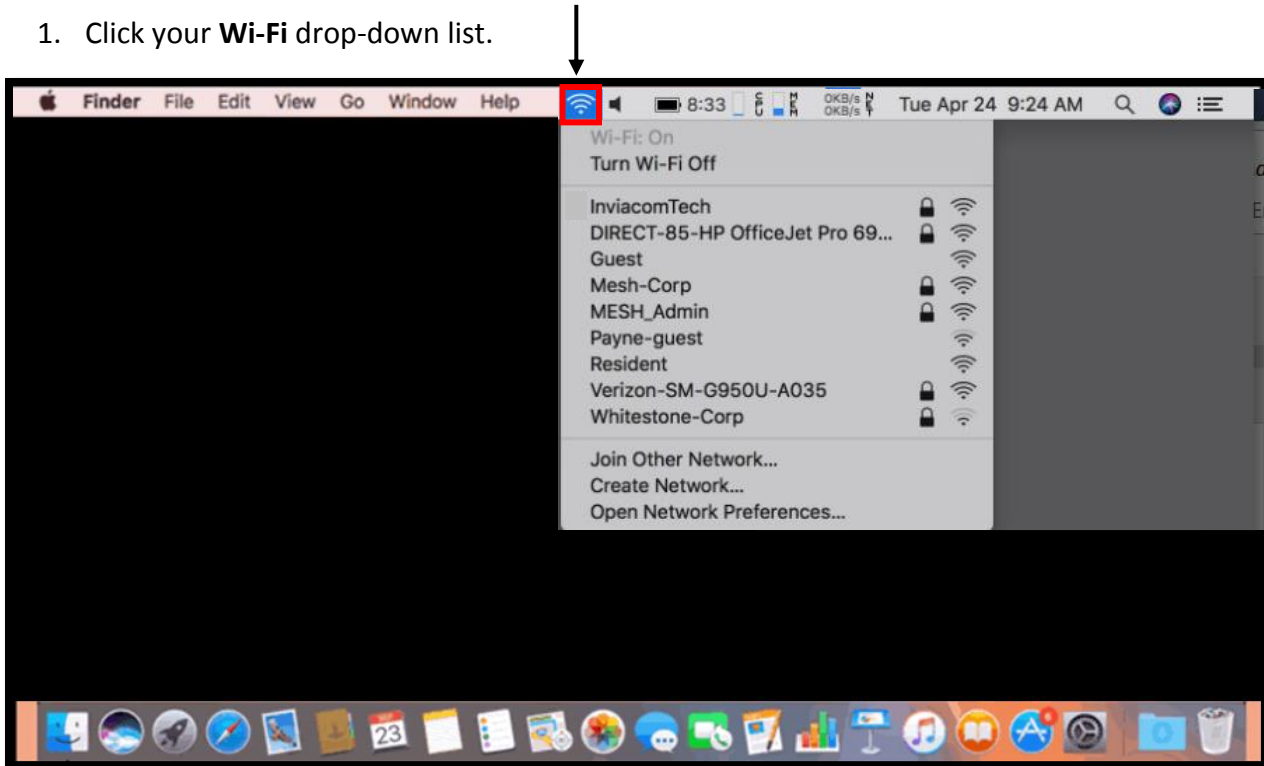 1. Click your Wi-Fi drop-down list.
Finder File Edit View Go Window Help 8:33 CPU MEM 0KB/s 0KB/s NET Tue Apr 24 9:24 AM
Wi-Fi: On
Turn Wi-Fi Off
InviacomTech
DIRECT-85-HP OfficeJet Pro 69...
Guest
Mesh-Corp
MESH_Admin
Payne-guest
Resident
Verizon-SM-G950U-A035
Whitestone-Corp
Join Other Network...
Create Network...
Open Network Preferences...
23